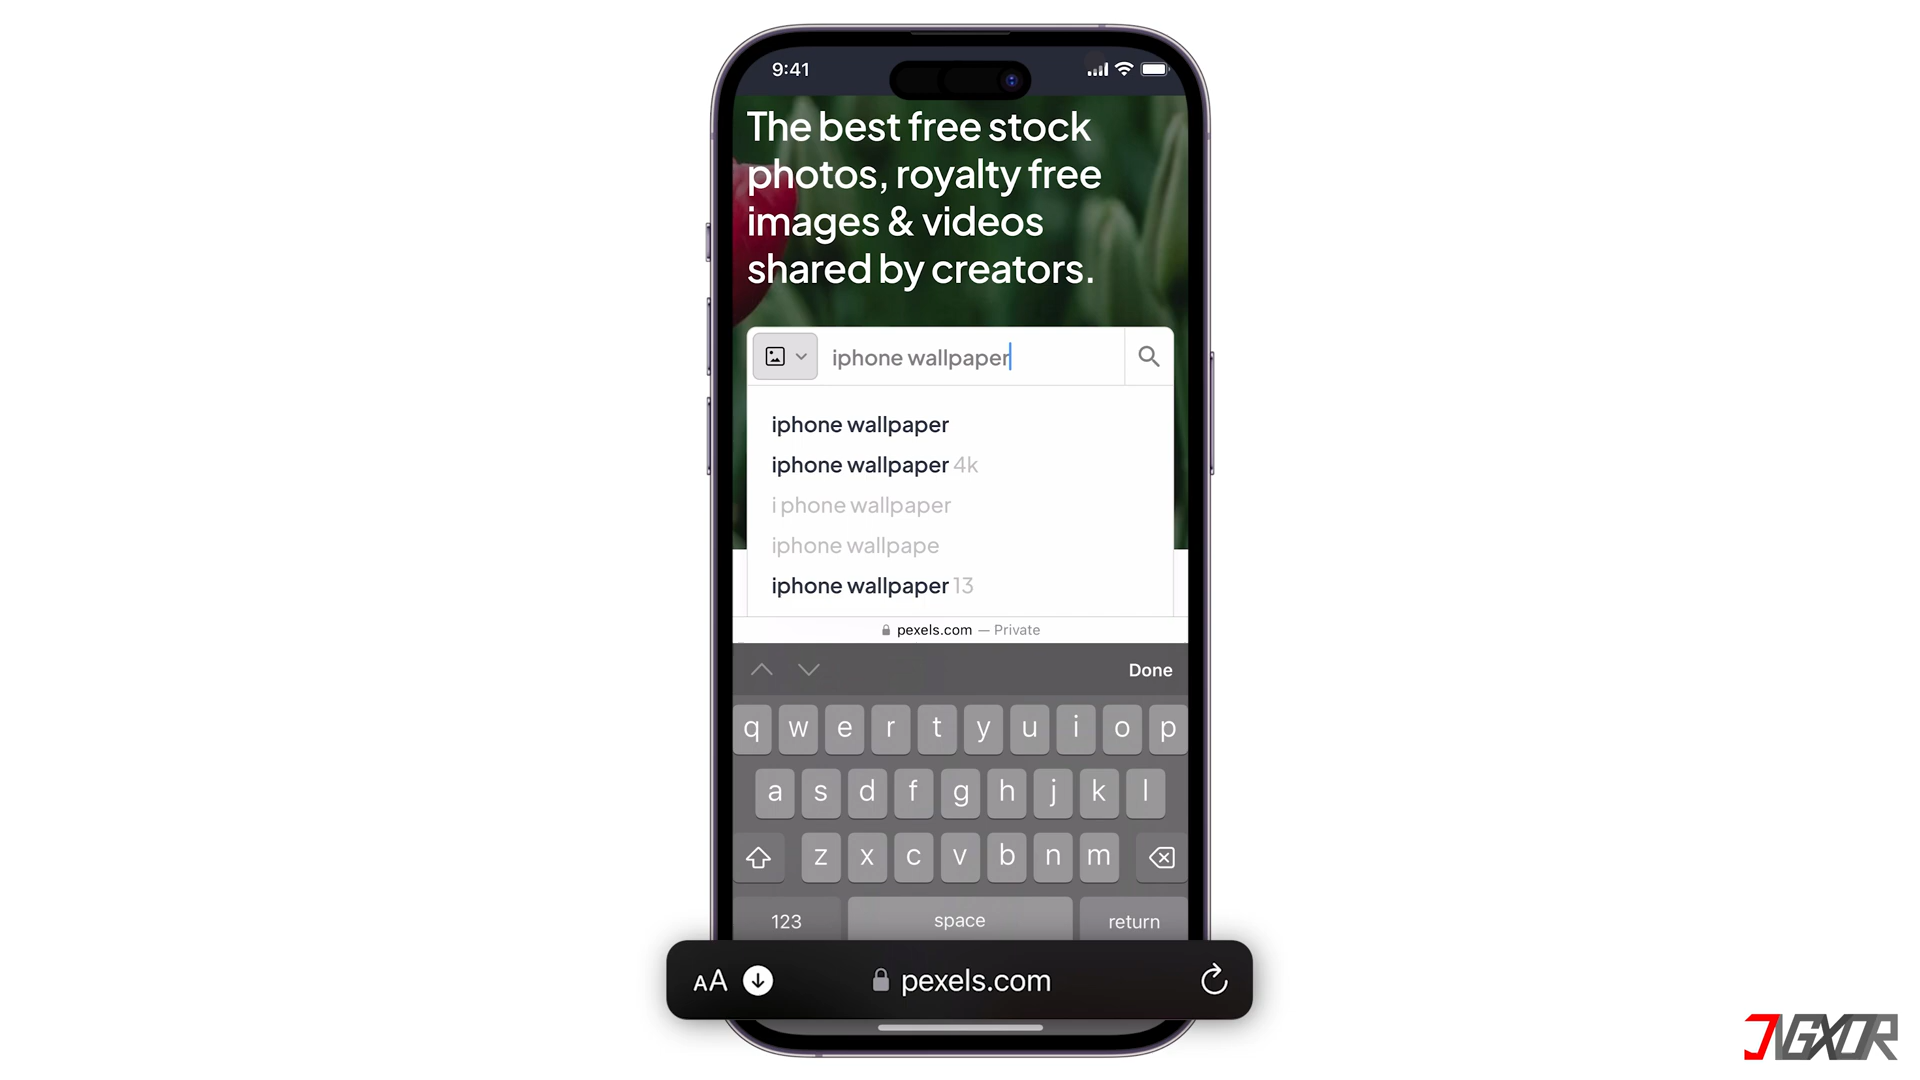 9:41
The best free stock
photos, royalty free
images & videos
shared by creators.
iphone wallpaper
iphone wallpaper
iphone wallpaper 4k
i phone wallpaper
iphone wallpape
iphone wallpaper 13
pexels.com — Private
Done
q w e r t y u i o p
a s d f g h j k l
z x c v b n m
123 space return
AA pexels.com
JIGXOR